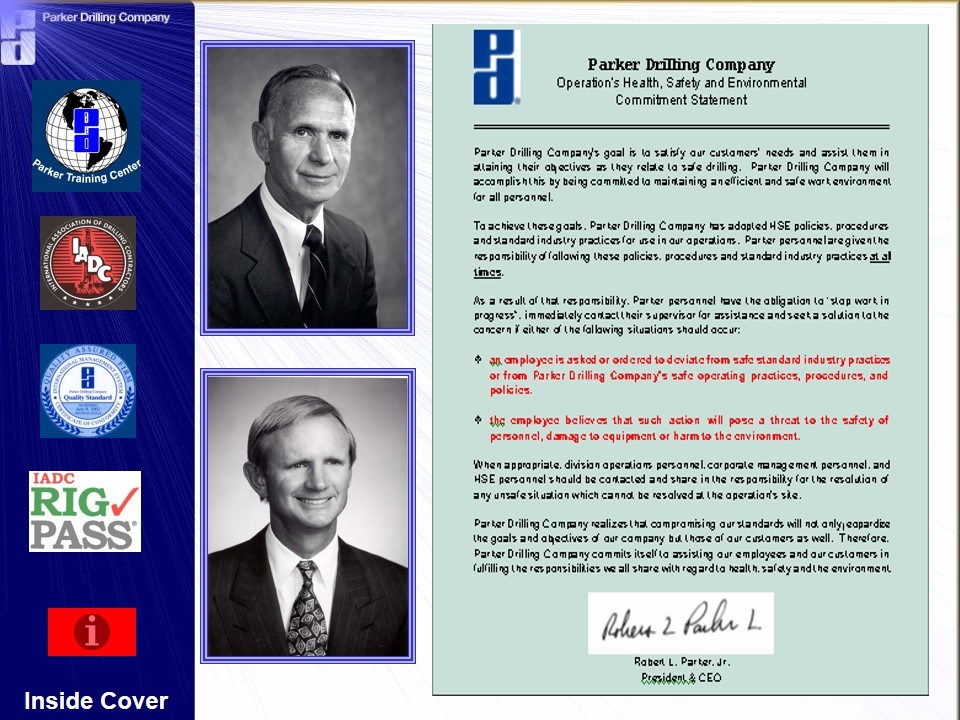 Parker Drilling Company
Parker Training Center
INTERNATIONAL ASSOCIATION OF DRILLING CONTRACTORS
IADC
QUALITY ASSURED FIRM
INTERNATIONAL MANAGEMENT SYSTEM
Parker Drilling Company
Quality Standard
July 8, 2002
CERTIFICATE OF CONFORMITY
IADC
RIG✓
PASS®
i
Inside Cover
Parker Drilling Company
Operation's Health, Safety and Environmental
Commitment Statement
Parker Drilling Company's goal is to satisfy our customers' needs and assist them in
attaining their objectives as they relate to safe drilling. Parker Drilling Company will
accomplish this by being committed to maintaining an efficient and safe work environment
for all personnel.
To achieve these goals, Parker Drilling Company has adopted HSE policies, procedures
and standard industry practices for use in our operations. Parker personnel are given the
responsibility of following these policies, procedures and standard industry practices at all
times.
As a result of that responsibility, Parker personnel have the obligation to "stop work in
progress", immediately contact their supervisor for assistance and seek a solution to the
concern if either of the following situations should occur:
❖ an employee is asked or ordered to deviate from safe standard industry practices
or from Parker Drilling Company's safe operating practices, procedures, and
policies.
❖ the employee believes that such action will pose a threat to the safety of
personnel, damage to equipment or harm to the environment.
When appropriate, division operations personnel, corporate management personnel, and
HSE personnel should be contacted and share in the responsibility for the resolution of
any unsafe situation which cannot be resolved at the operation's site.
Parker Drilling Company realizes that compromising our standards will not only jeopardize
the goals and objectives of our company but those of our customers as well. Therefore,
Parker Drilling Company commits itself to assisting our employees and our customers in
fulfilling the responsibilities we all share with regard to health, safety and the environment
Robert L. Parker, Jr.
President & CEO